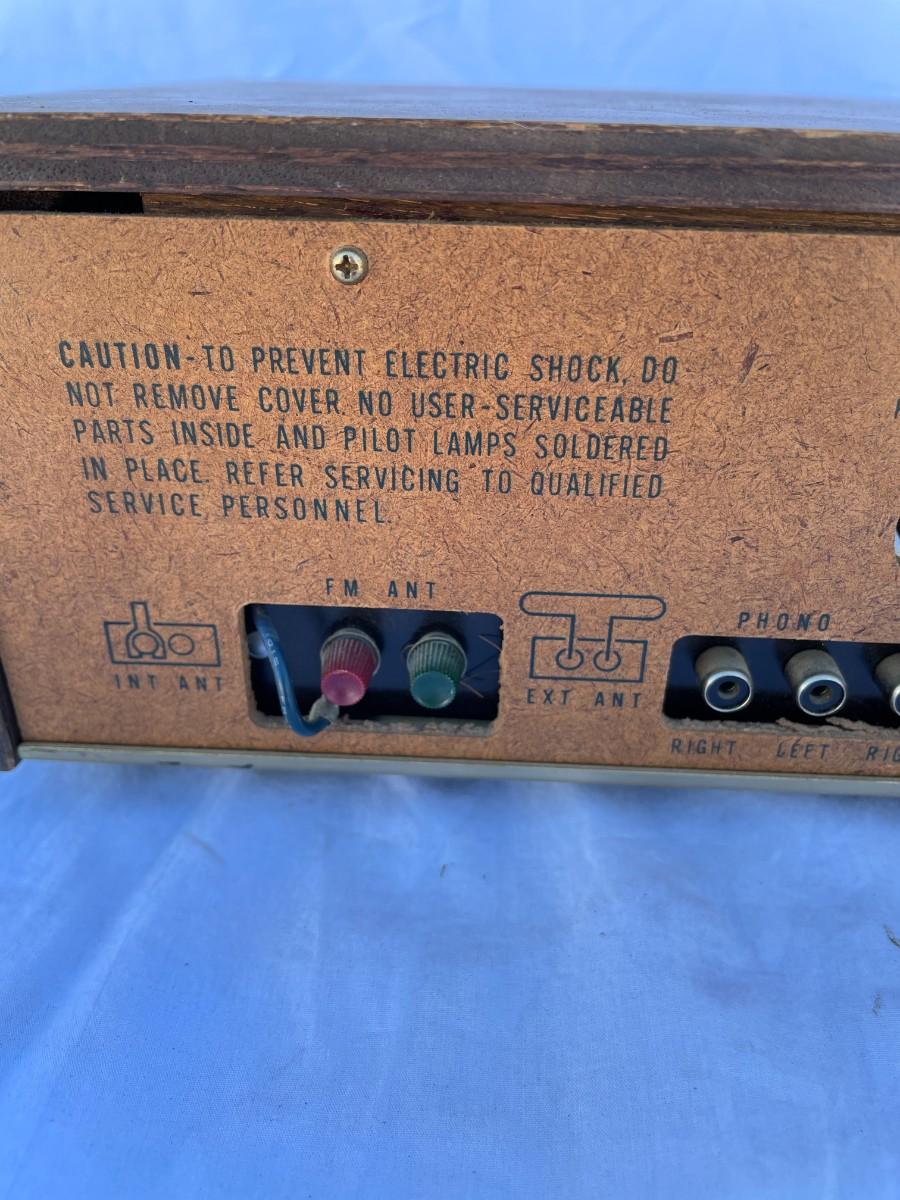 CAUTION-TO PREVENT ELECTRIC SHOCK, DO
NOT REMOVE COVER. NO USER-SERVICEABLE
PARTS INSIDE AND PILOT LAMPS SOLDERED
IN PLACE. REFER SERVICING TO QUALIFIED
SERVICE PERSONNEL.
FM ANT
INT ANT
EXT ANT
PHONO
RIGHT LEFT